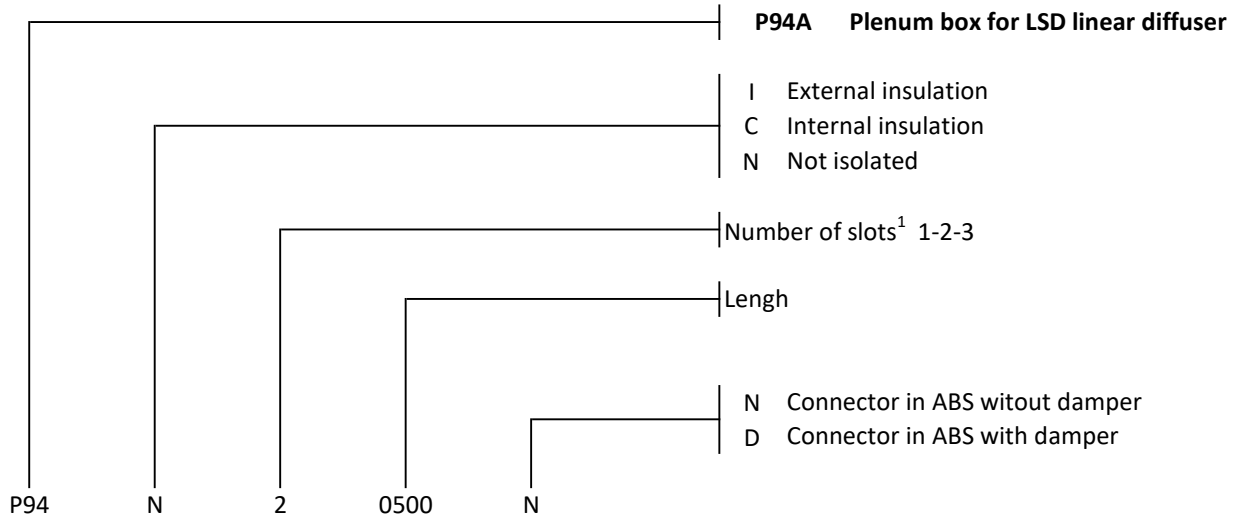 P94A Plenum box for LSD linear diffuser
I External insulation
C Internal insulation
N Not isolated
Number of slots¹ 1-2-3
Lengh
N Connector in ABS witout damper
D Connector in ABS with damper
P94 N 2 0500 N